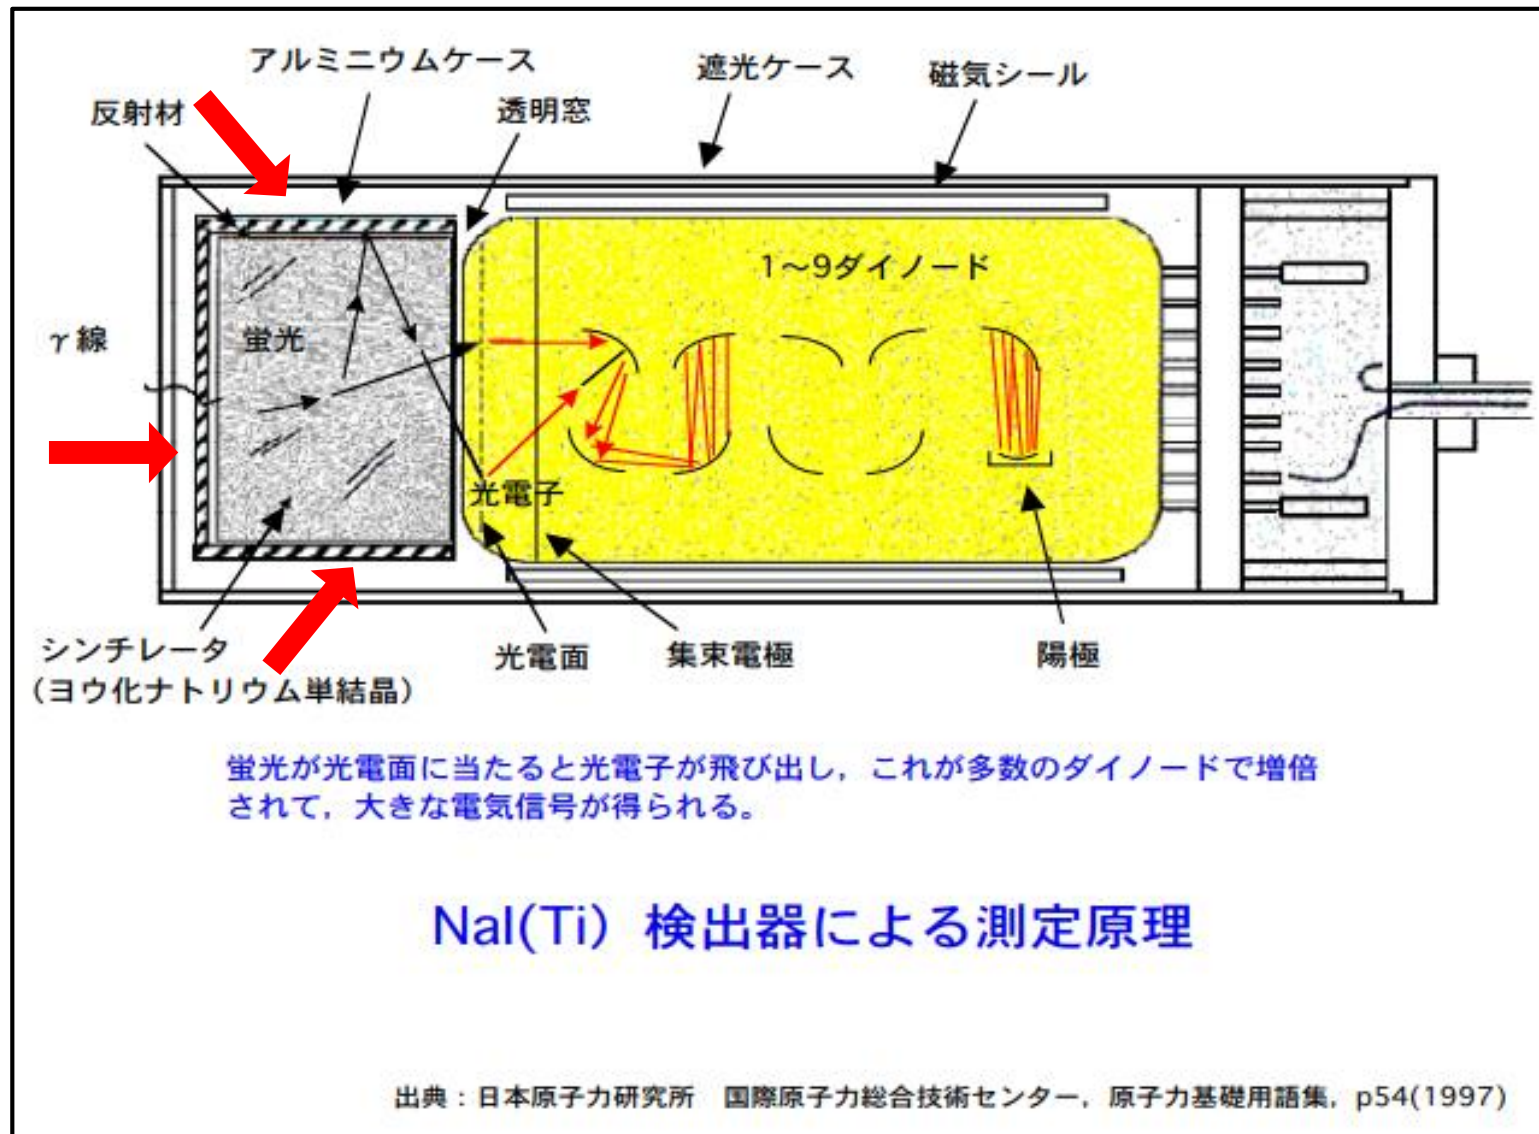 アルミニウムケース
遮光ケース
磁気シール
反射材
透明窓
1～9ダイノード
γ線
蛍光
光電子
シンチレータ
（ヨウ化ナトリウム単結晶）
光電面
集束電極
陽極
蛍光が光電面に当たると光電子が飛び出し，これが多数のダイノードで増倍
されて，大きな電気信号が得られる。
NaI(Ti) 検出器による測定原理
出典：日本原子力研究所　国際原子力総合技術センター，原子力基礎用語集，p54(1997)